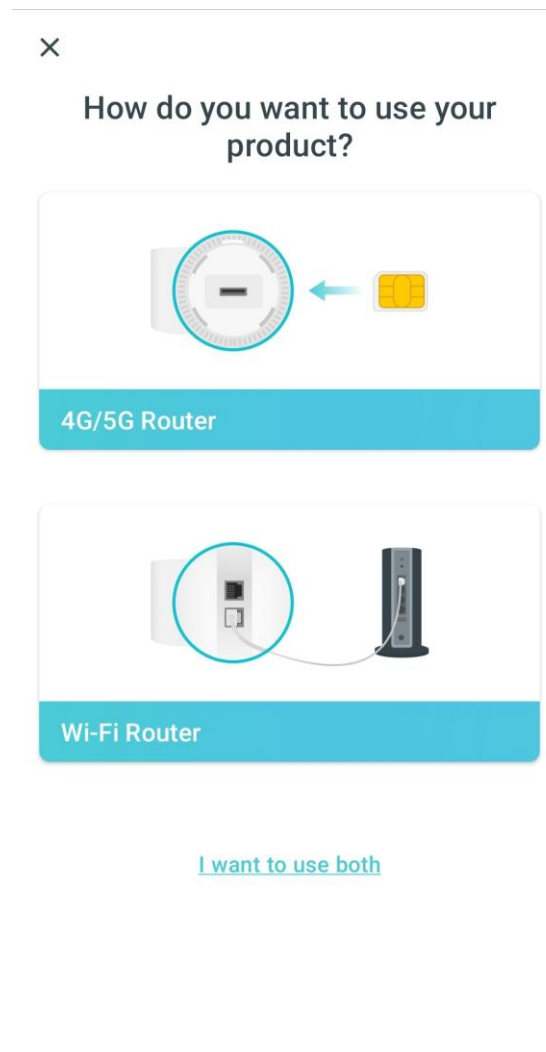 How do you want to use your
product?
4G/5G Router
Wi-Fi Router
I want to use both